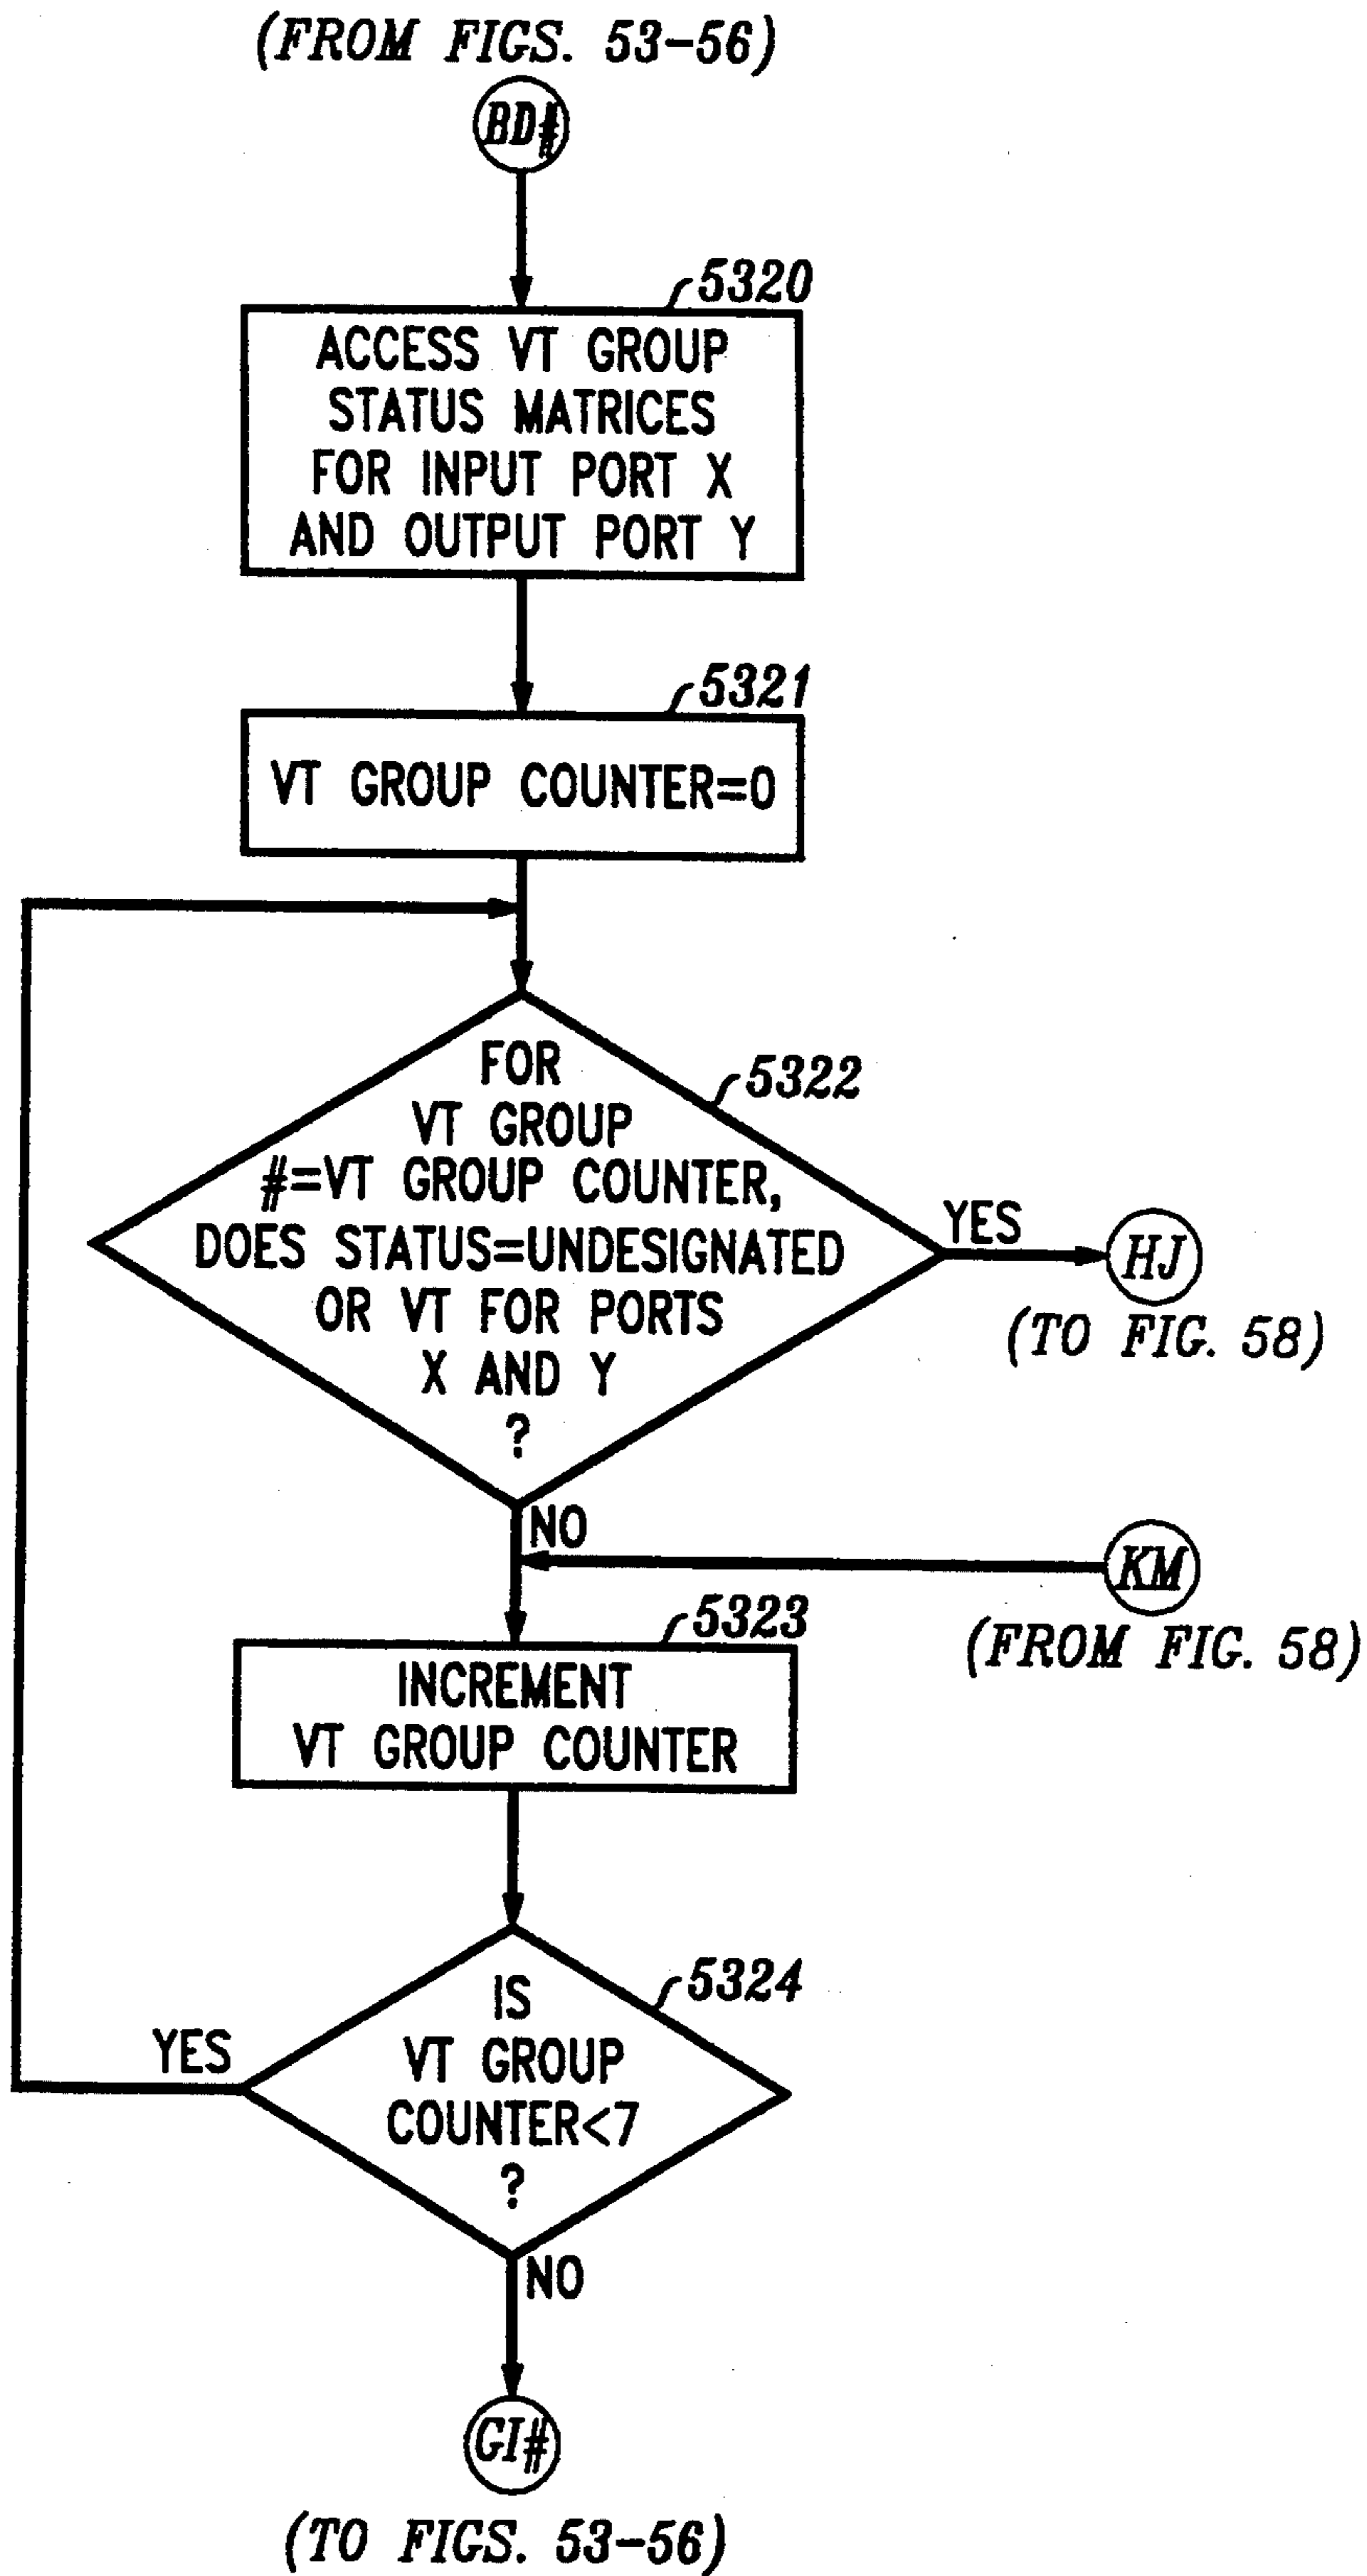 (FROM FIGS. 53-56)
BD#
5320
ACCESS VT GROUP
STATUS MATRICES
FOR INPUT PORT X
AND OUTPUT PORT Y
5321
VT GROUP COUNTER=0
FOR
VT GROUP
#=VT GROUP COUNTER,
DOES STATUS=UNDESIGNATED
OR VT FOR PORTS
X AND Y
?
5322
YES
HJ
(TO FIG. 58)
NO
KM
(FROM FIG. 58)
5323
INCREMENT
VT GROUP COUNTER
5324
IS
VT GROUP
COUNTER<7
?
YES
NO
GI#
(TO FIGS. 53-56)